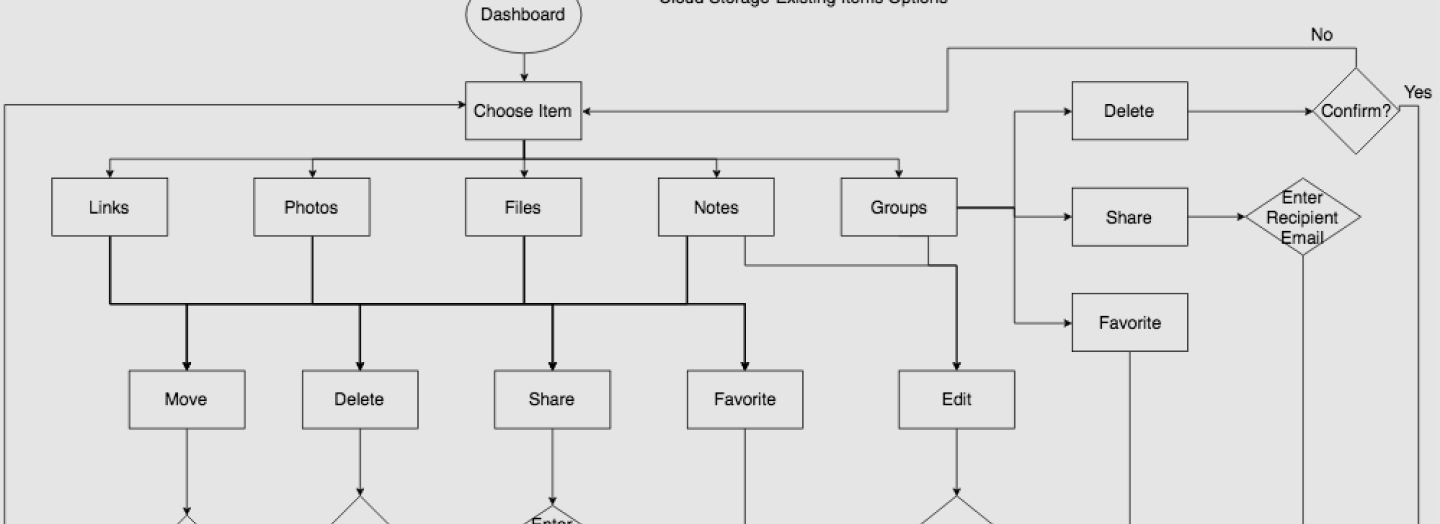 Cloud Storage Existing Items Options
Dashboard
No
Choose Item
Delete
Confirm?
Yes
Links
Photos
Files
Notes
Groups
Share
Enter
Recipient
Email
Favorite
Move
Delete
Share
Favorite
Edit
Enter